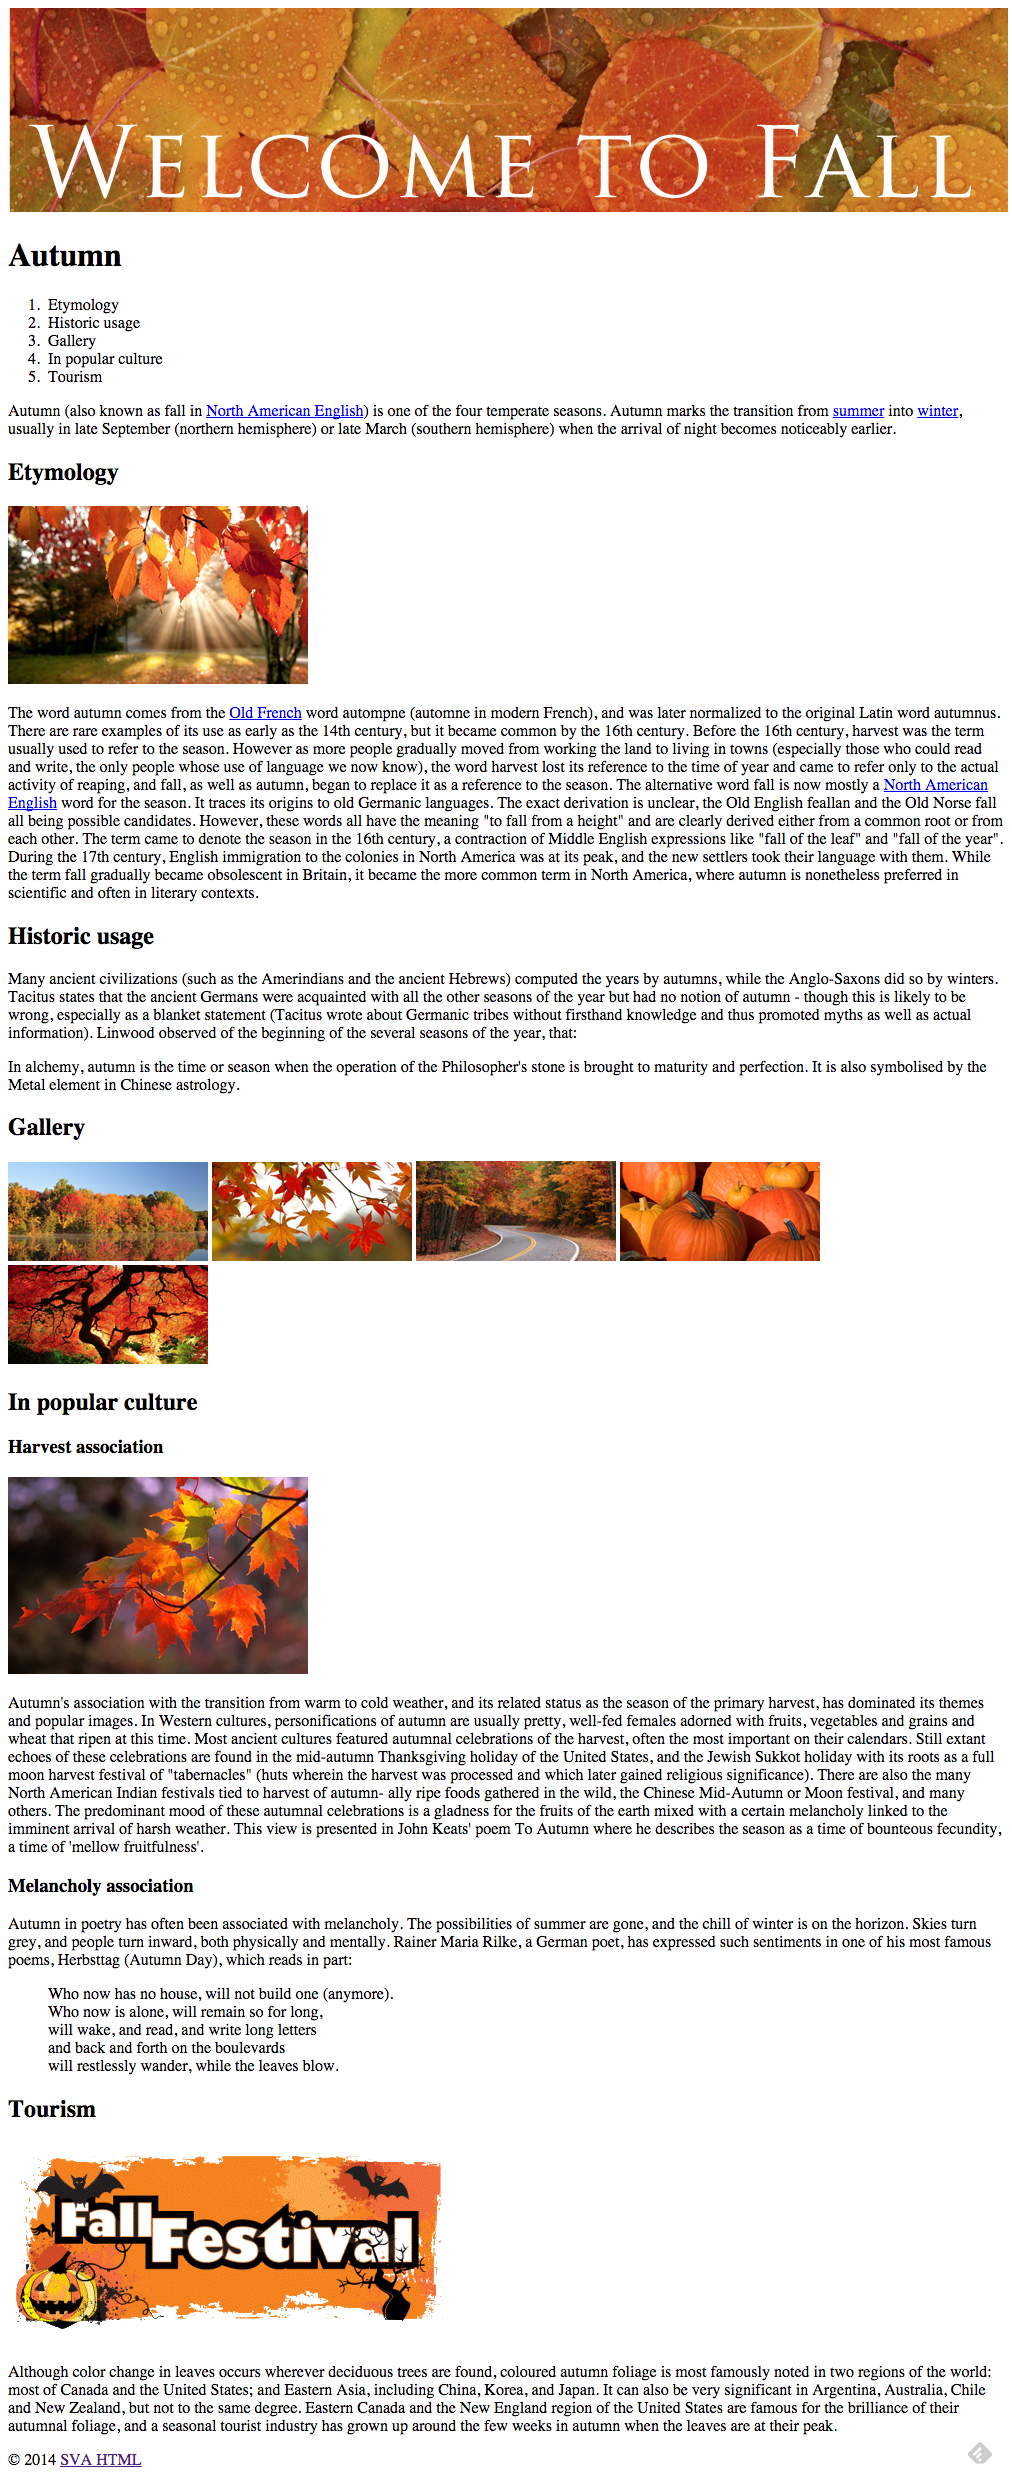 WELCOME TO FALL
Autumn
1. Etymology
2. Historic usage
3. Gallery
4. In popular culture
5. Tourism
Autumn (also known as fall in North American English) is one of the four temperate seasons. Autumn marks the transition from summer into winter,
usually in late September (northern hemisphere) or late March (southern hemisphere) when the arrival of night becomes noticeably earlier.
Etymology
The word autumn comes from the Old French word autompne (automne in modern French), and was later normalized to the original Latin word autumnus.
There are rare examples of its use as early as the 14th century, but it became common by the 16th century. Before the 16th century, harvest was the term
usually used to refer to the season. However as more people gradually moved from working the land to living in towns (especially those who could read
and write, the only people whose use of language we now know), the word harvest lost its reference to the time of year and came to refer only to the actual
activity of reaping, and fall, as well as autumn, began to replace it as a reference to the season. The alternative word fall is now mostly a North American
English word for the season. It traces its origins to old Germanic languages. The exact derivation is unclear, the Old English feallan and the Old Norse fall
all being possible candidates. However, these words all have the meaning "to fall from a height" and are clearly derived either from a common root or from
each other. The term came to denote the season in the 16th century, a contraction of Middle English expressions like "fall of the leaf" and "fall of the year".
During the 17th century, English immigration to the colonies in North America was at its peak, and the new settlers took their language with them. While
the term fall gradually became obsolescent in Britain, it became the more common term in North America, where autumn is nonetheless preferred in
scientific and often in literary contexts.
Historic usage
Many ancient civilizations (such as the Amerindians and the ancient Hebrews) computed the years by autumns, while the Anglo-Saxons did so by winters.
Tacitus states that the ancient Germans were acquainted with all the other seasons of the year but had no notion of autumn - though this is likely to be
wrong, especially as a blanket statement (Tacitus wrote about Germanic tribes without firsthand knowledge and thus promoted myths as well as actual
information). Linwood observed of the beginning of the several seasons of the year, that:
In alchemy, autumn is the time or season when the operation of the Philosopher's stone is brought to maturity and perfection. It is also symbolised by the
Metal element in Chinese astrology.
Gallery
In popular culture
Harvest association
Autumn's association with the transition from warm to cold weather, and its related status as the season of the primary harvest, has dominated its themes
and popular images. In Western cultures, personifications of autumn are usually pretty, well-fed females adorned with fruits, vegetables and grains and
wheat that ripen at this time. Most ancient cultures featured autumnal celebrations of the harvest, often the most important on their calendars. Still extant
echoes of these celebrations are found in the mid-autumn Thanksgiving holiday of the United States, and the Jewish Sukkot holiday with its roots as a full
moon harvest festival of "tabernacles" (huts wherein the harvest was processed and which later gained religious significance). There are also the many
North American Indian festivals tied to harvest of autumn- ally ripe foods gathered in the wild, the Chinese Mid-Autumn or Moon festival, and many
others. The predominant mood of these autumnal celebrations is a gladness for the fruits of the earth mixed with a certain melancholy linked to the
imminent arrival of harsh weather. This view is presented in John Keats' poem To Autumn where he describes the season as a time of bounteous fecundity,
a time of 'mellow fruitfulness'.
Melancholy association
Autumn in poetry has often been associated with melancholy. The possibilities of summer are gone, and the chill of winter is on the horizon. Skies turn
grey, and people turn inward, both physically and mentally. Rainer Maria Rilke, a German poet, has expressed such sentiments in one of his most famous
poems, Herbsttag (Autumn Day), which reads in part:
Who now has no house, will not build one (anymore).
Who now is alone, will remain so for long,
will wake, and read, and write long letters
and back and forth on the boulevards
will restlessly wander, while the leaves blow.
Tourism
Fall Festival
Although color change in leaves occurs wherever deciduous trees are found, coloured autumn foliage is most famously noted in two regions of the world:
most of Canada and the United States; and Eastern Asia, including China, Korea, and Japan. It can also be very significant in Argentina, Australia, Chile
and New Zealand, but not to the same degree. Eastern Canada and the New England region of the United States are famous for the brilliance of their
autumnal foliage, and a seasonal tourist industry has grown up around the few weeks in autumn when the leaves are at their peak.
© 2014 SVA HTML